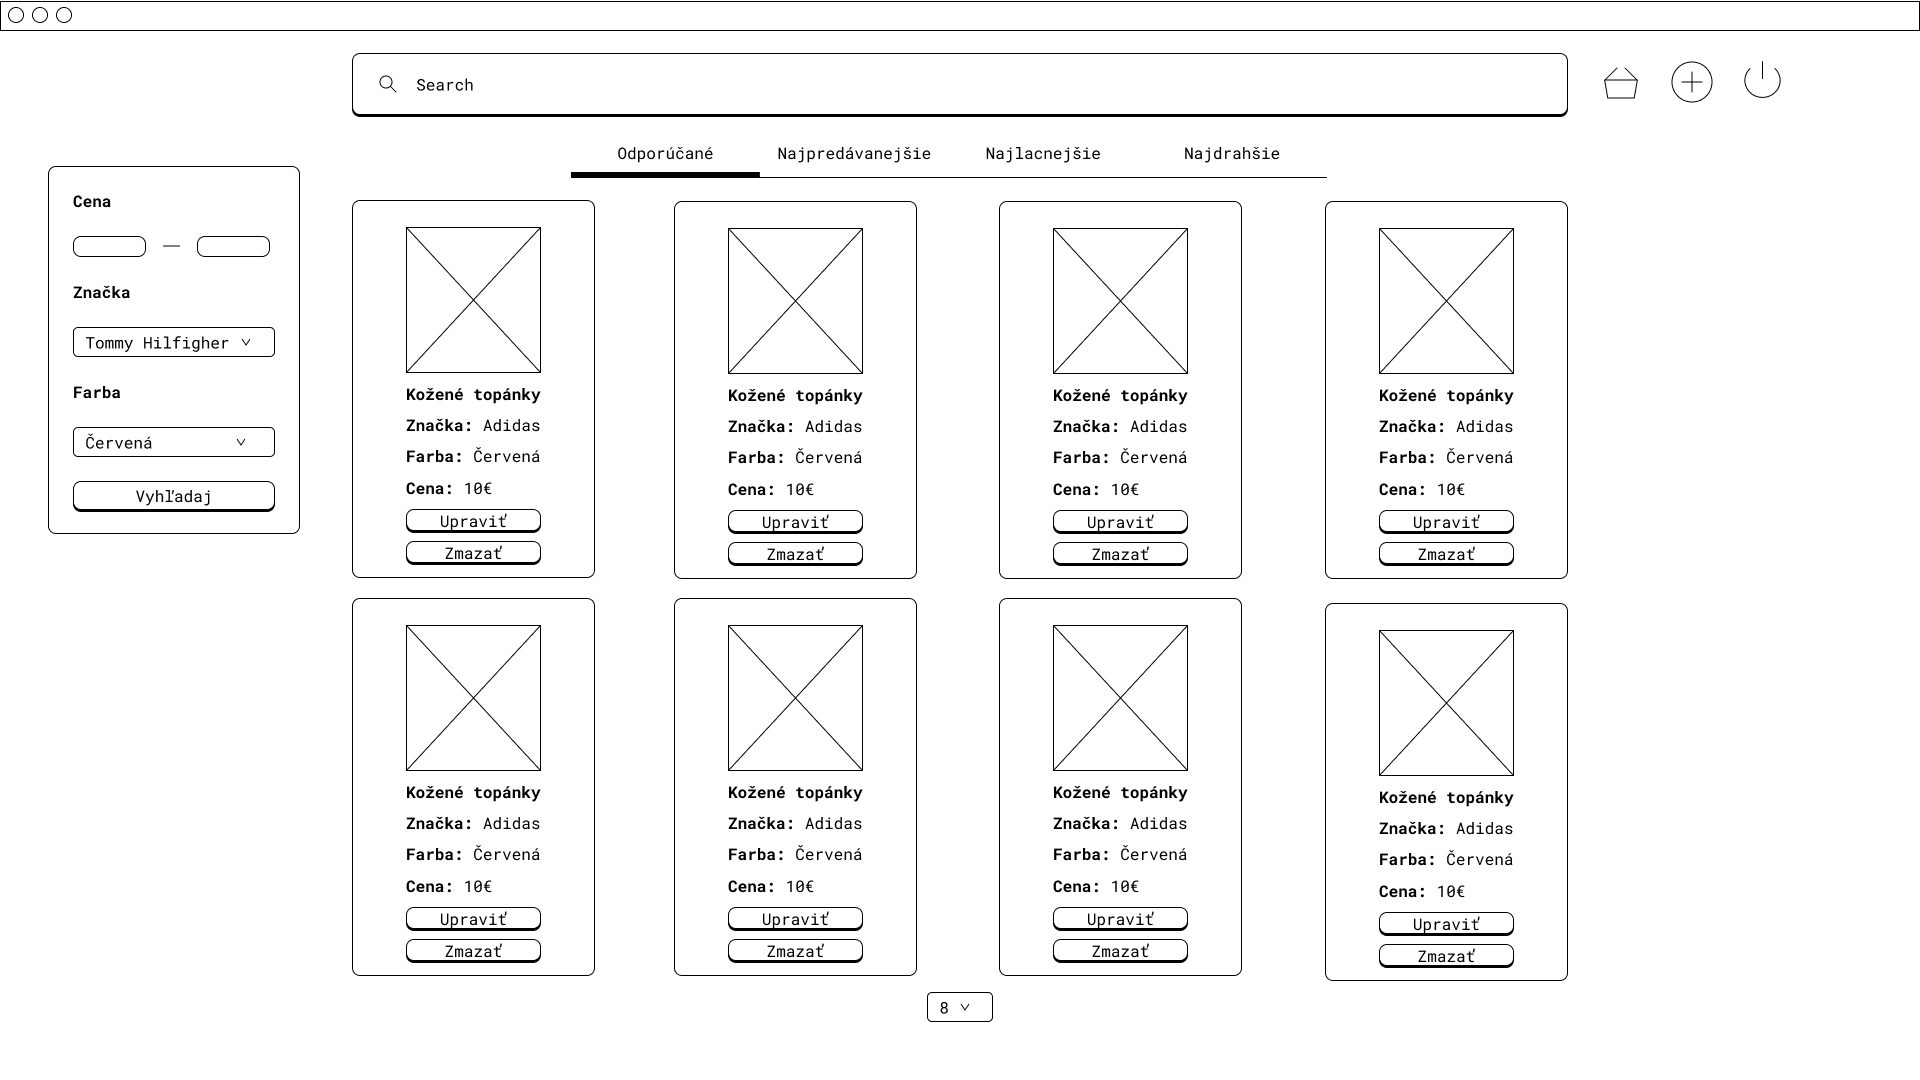 Search
Odporúčané
Najpredávanejšie
Najlacnejšie
Najdrahšie
Cena
—
Značka
Tommy Hilfigher
Farba
Červená
Vyhľadaj
Kožené topánky
Značka: Adidas
Farba: Červená
Cena: 10€
Upraviť
Zmazať
Kožené topánky
Značka: Adidas
Farba: Červená
Cena: 10€
Upraviť
Zmazať
Kožené topánky
Značka: Adidas
Farba: Červená
Cena: 10€
Upraviť
Zmazať
Kožené topánky
Značka: Adidas
Farba: Červená
Cena: 10€
Upraviť
Zmazať
Kožené topánky
Značka: Adidas
Farba: Červená
Cena: 10€
Upraviť
Zmazať
Kožené topánky
Značka: Adidas
Farba: Červená
Cena: 10€
Upraviť
Zmazať
Kožené topánky
Značka: Adidas
Farba: Červená
Cena: 10€
Upraviť
Zmazať
Kožené topánky
Značka: Adidas
Farba: Červená
Cena: 10€
Upraviť
Zmazať
8